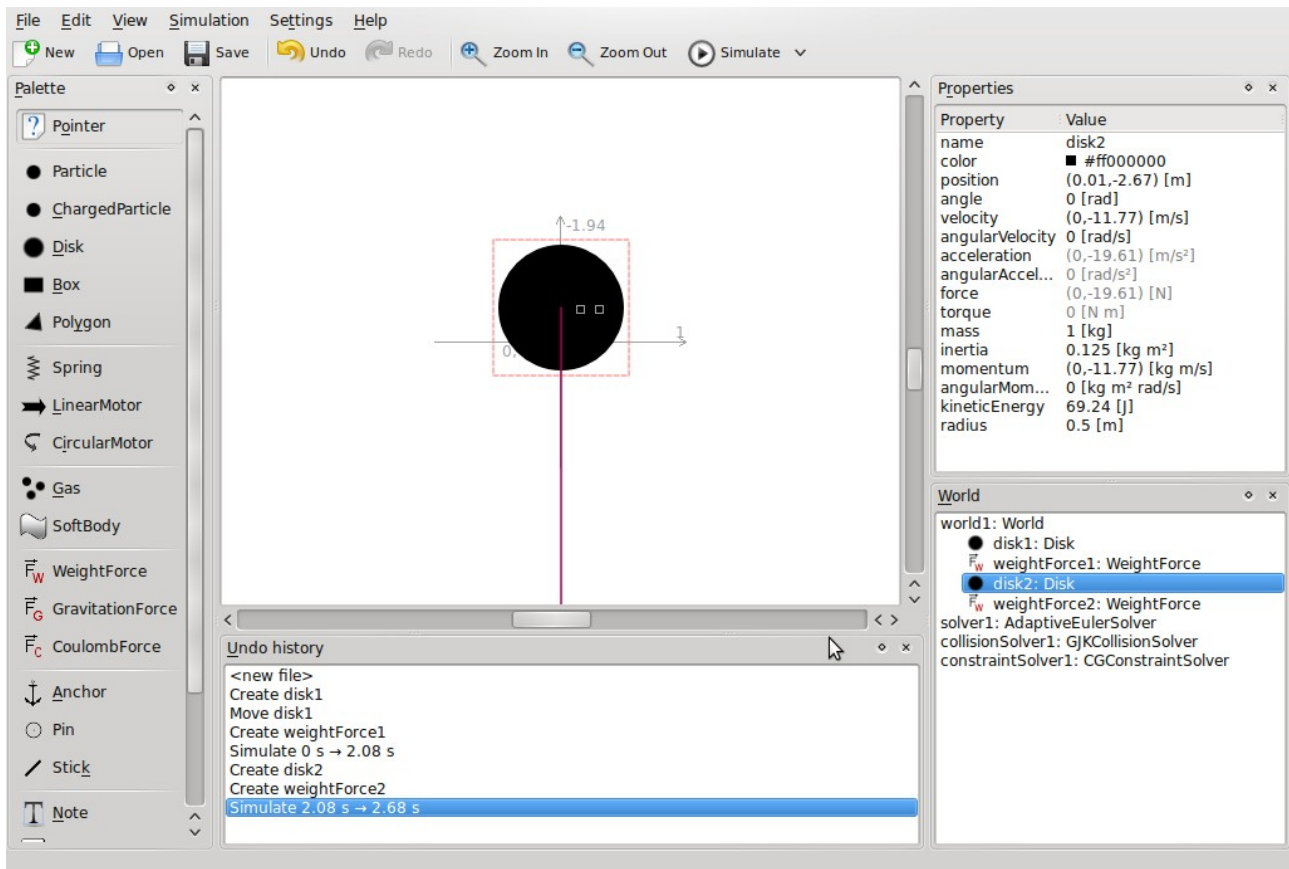 File Edit View Simulation Settings Help
New Open Save Undo Redo Zoom In Zoom Out Simulate
Palette
Pointer
Particle
ChargedParticle
Disk
Box
Polygon
Spring
LinearMotor
CircularMotor
Gas
SoftBody
F_W WeightForce
F_G GravitationForce
F_C CoulombForce
Anchor
Pin
Stick
T Note
-1.94
1
0,
Undo history
<new file>
Create disk1
Move disk1
Create weightForce1
Simulate 0 s → 2.08 s
Create disk2
Create weightForce2
Simulate 2.08 s → 2.68 s
Properties
Property Value
name disk2
color #ff000000
position (0.01,-2.67) [m]
angle 0 [rad]
velocity (0,-11.77) [m/s]
angularVelocity 0 [rad/s]
acceleration (0,-19.61) [m/s²]
angularAccel... 0 [rad/s²]
force (0,-19.61) [N]
torque 0 [N m]
mass 1 [kg]
inertia 0.125 [kg m²]
momentum (0,-11.77) [kg m/s]
angularMom... 0 [kg m² rad/s]
kineticEnergy 69.24 [J]
radius 0.5 [m]
World
world1: World
disk1: Disk
F_W weightForce1: WeightForce
disk2: Disk
F_W weightForce2: WeightForce
solver1: AdaptiveEulerSolver
collisionSolver1: GJKCollisionSolver
constraintSolver1: CGConstraintSolver